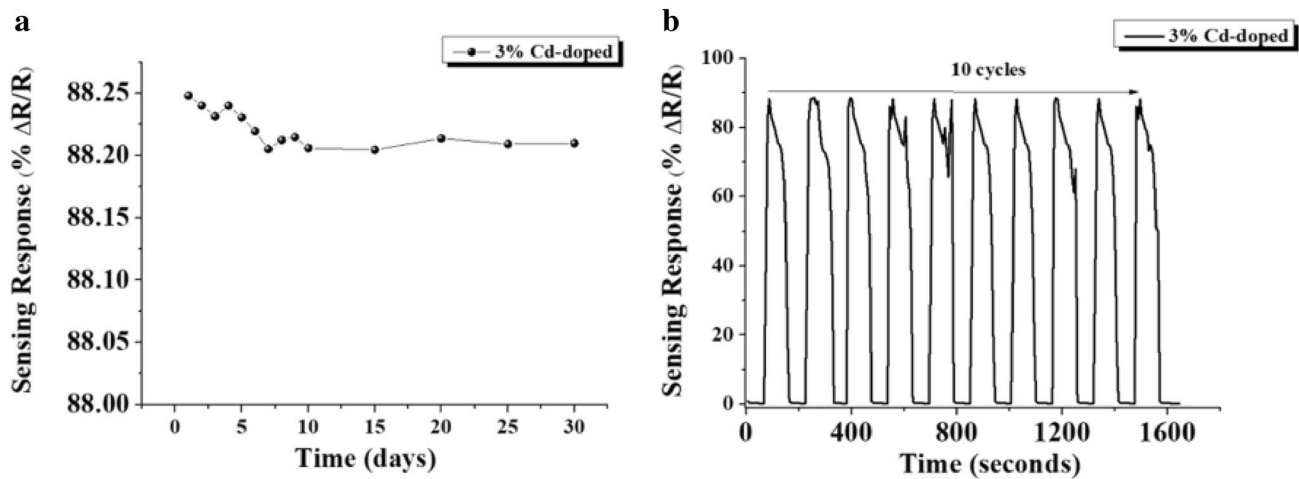 a
3% Cd-doped
Sensing Response (% ΔR/R)
88.25
88.20
88.15
88.10
88.05
88.00
0 5 10 15 20 25 30
Time (days)
b
3% Cd-doped
10 cycles
Sensing Response (% ΔR/R)
100
80
60
40
20
0
0 400 800 1200 1600
Time (seconds)